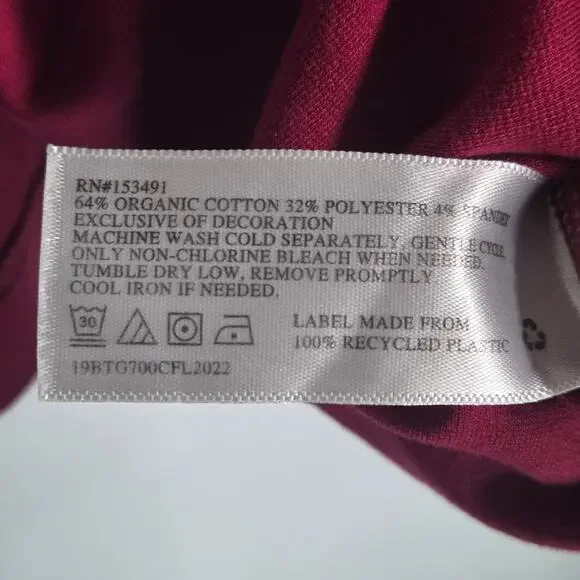 RN#153491
64% ORGANIC COTTON 32% POLYESTER 4% SPANDEX
EXCLUSIVE OF DECORATION
MACHINE WASH COLD SEPARATELY, GENTLE CYCLE.
ONLY NON-CHLORINE BLEACH WHEN NEEDED.
TUMBLE DRY LOW, REMOVE PROMPTLY.
COOL IRON IF NEEDED.
30
LABEL MADE FROM
100% RECYCLED PLASTIC
19BTG700CFL2022